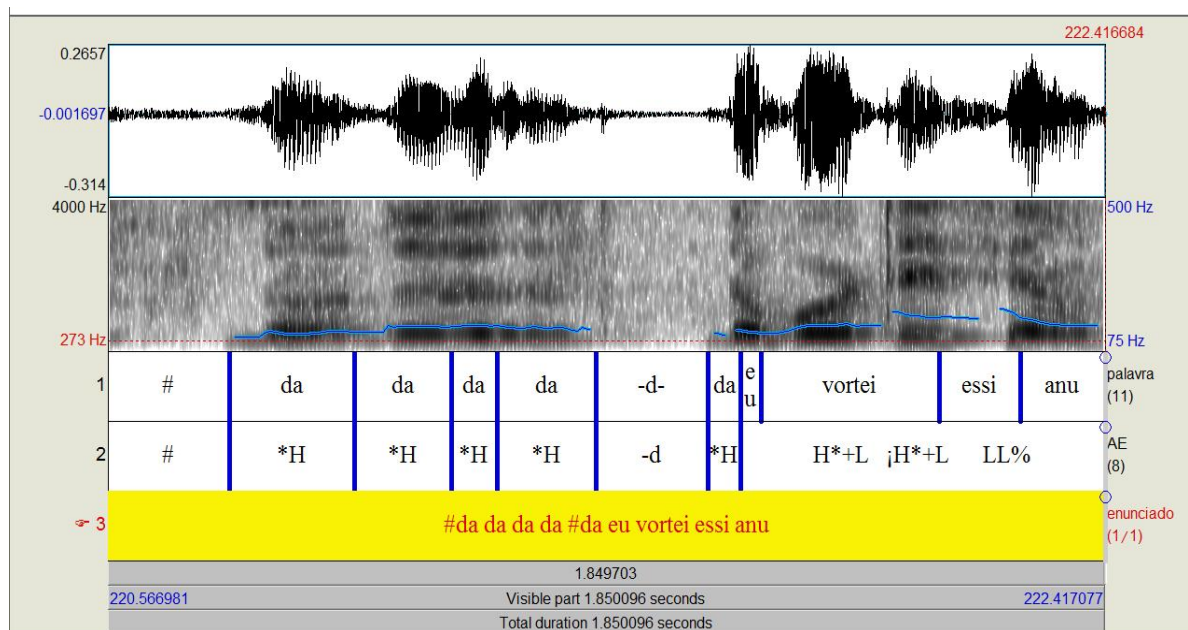 222.416684
0.2657
-0.001697
-0.314
4000 Hz 500 Hz
273 Hz 75 Hz
1 # da da da da -d- da eu vortei essi anu palavra (11)
2 # *H *H *H *H -d *H H*+L ¡H*+L LL% AE (8)
☞ 3 #da da da da #da eu vortei essi anu enunciado (1/1)
1.849703
220.566981 Visible part 1.850096 seconds 222.417077
Total duration 1.850096 seconds